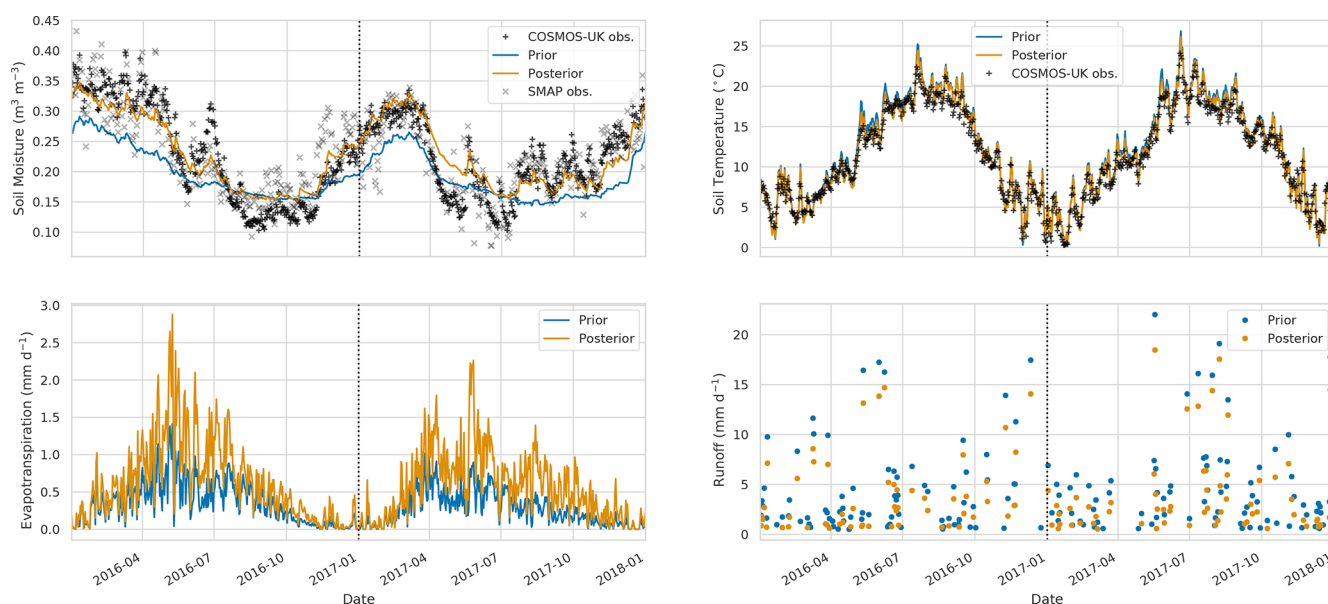 0.45
0.40
0.35
0.30
0.25
0.20
0.15
0.10
Soil Moisture (m³ m⁻³)
COSMOS-UK obs.
Prior
Posterior
SMAP obs.
25
20
15
10
5
0
Soil Temperature (°C)
Prior
Posterior
COSMOS-UK obs.
3.0
2.5
2.0
1.5
1.0
0.5
0.0
Evapotranspiration (mm d⁻¹)
Prior
Posterior
2016-04
2016-07
2016-10
2017-01
2017-04
2017-07
2017-10
2018-01
Date
20
15
10
5
0
Runoff (mm d⁻¹)
Prior
Posterior
2016-04
2016-07
2016-10
2017-01
2017-04
2017-07
2017-10
2018-01
Date